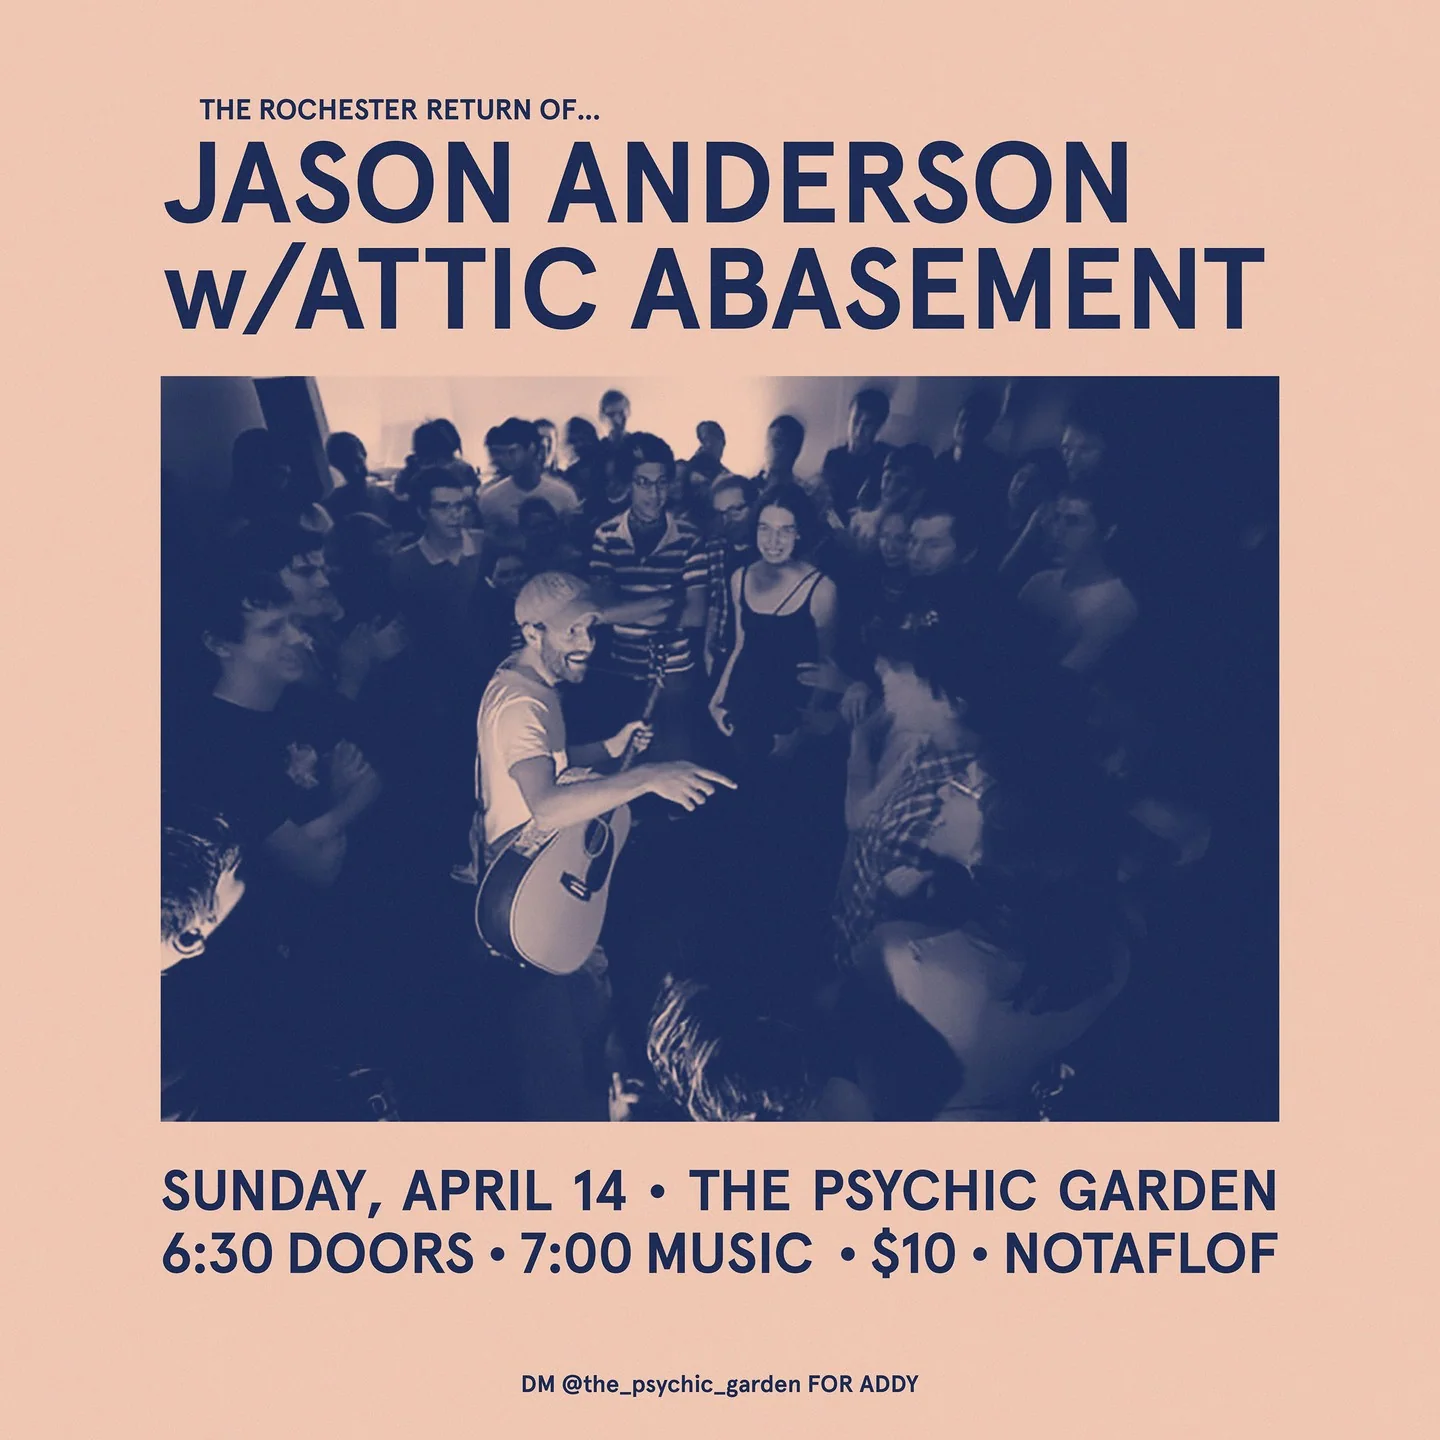 THE ROCHESTER RETURN OF...
JASON ANDERSON
w/ATTIC ABASEMENT
SUNDAY, APRIL 14 • THE PSYCHIC GARDEN
6:30 DOORS • 7:00 MUSIC • $10 • NOTAFLOF
DM @the_psychic_garden FOR ADDY